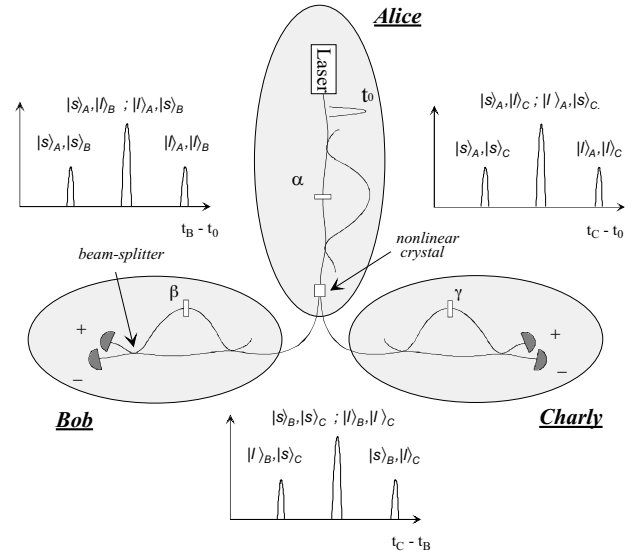 Alice
Laser
t₀
|s⟩A,|l⟩B ; |l⟩A,|s⟩B
|s⟩A,|s⟩B
|l⟩A,|l⟩B
tB - t0
|s⟩A,|l⟩C ; |l⟩A,|s⟩C.
|s⟩A,|s⟩C
|l⟩A,|l⟩C
tC - t0
α
beam-splitter
nonlinear
crystal
β
γ
+
−
+
−
Bob
Charly
|s⟩B,|s⟩C ; |l⟩B,|l⟩C
|l⟩B,|s⟩C
|s⟩B,|l⟩C
tC - tB